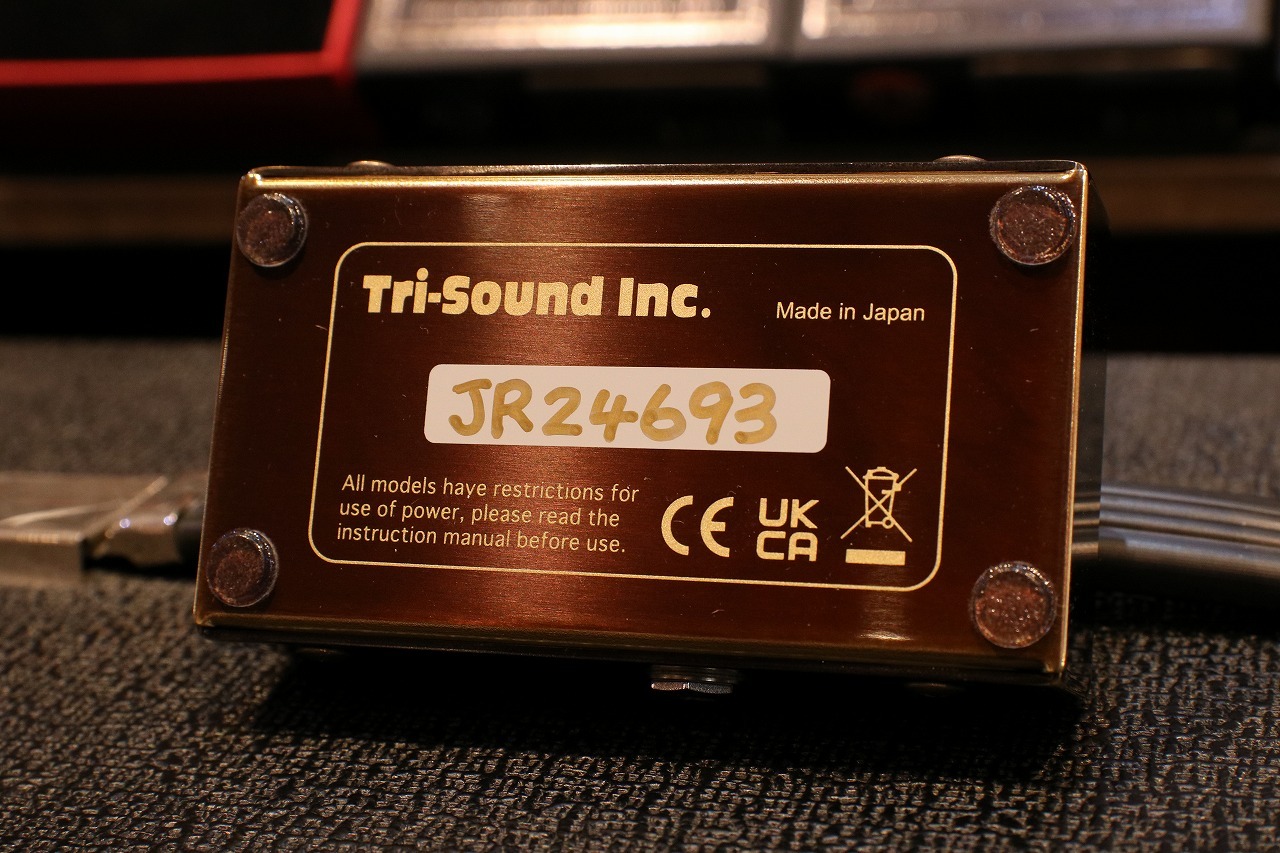 Tri-Sound Inc.
Made in Japan
JR24693
All models haye restrictions for
use of power, please read the
instruction manual before use.
CE
UK
CA